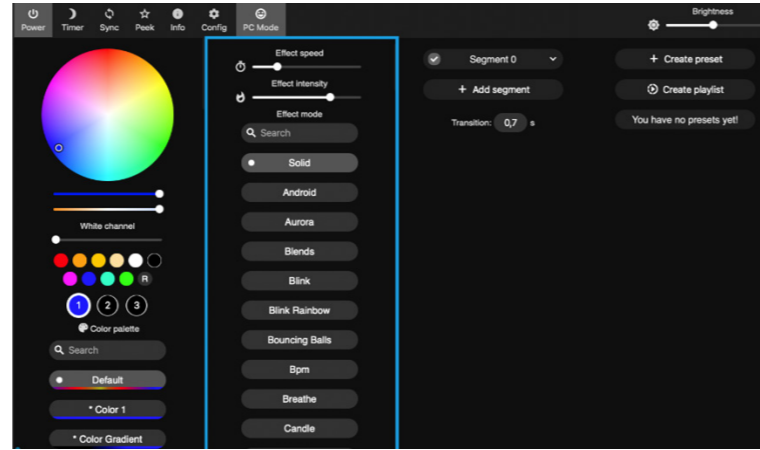 Power Timer Sync Peek Info Config PC Mode
Brightness
White channel
R
1 2 3
Color palette
Search
Default
* Color 1
* Color Gradient
Effect speed
Effect intensity
Effect mode
Search
Solid
Android
Aurora
Blends
Blink
Blink Rainbow
Bouncing Balls
Bpm
Breathe
Candle
Segment 0
+ Add segment
Transition: 0,7 s
+ Create preset
Create playlist
You have no presets yet!